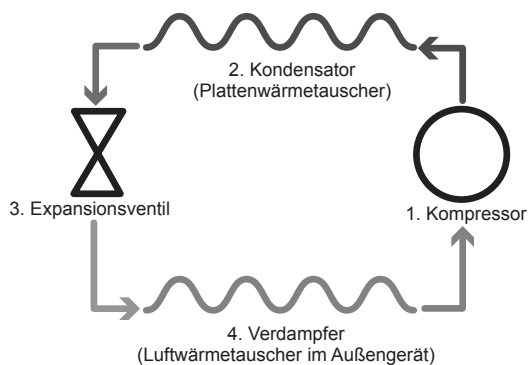 2. Kondensator
(Plattenwärmetauscher)
3. Expansionsventil
1. Kompressor
4. Verdampfer
(Luftwärmetauscher im Außengerät)